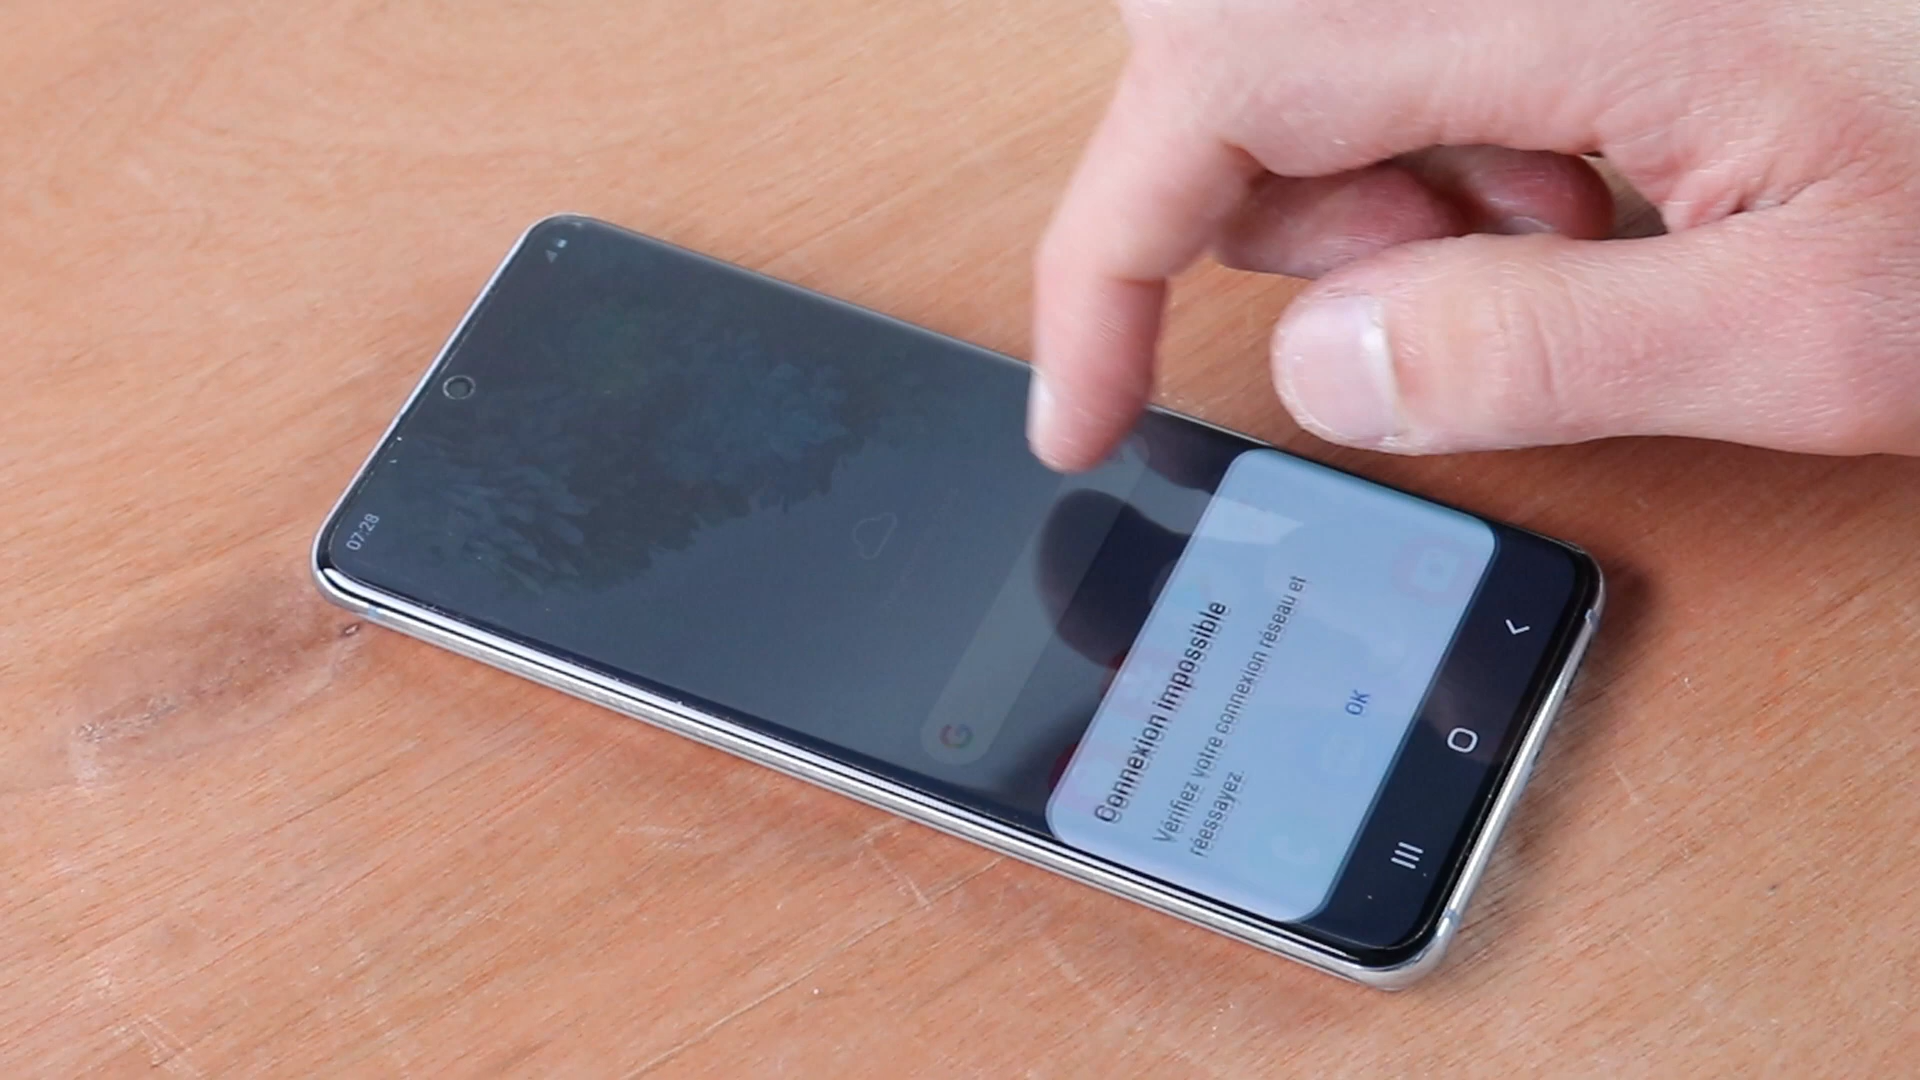 07:28
G
Connexion impossible
Vérifiez votre connexion réseau et
réessayez.
OK